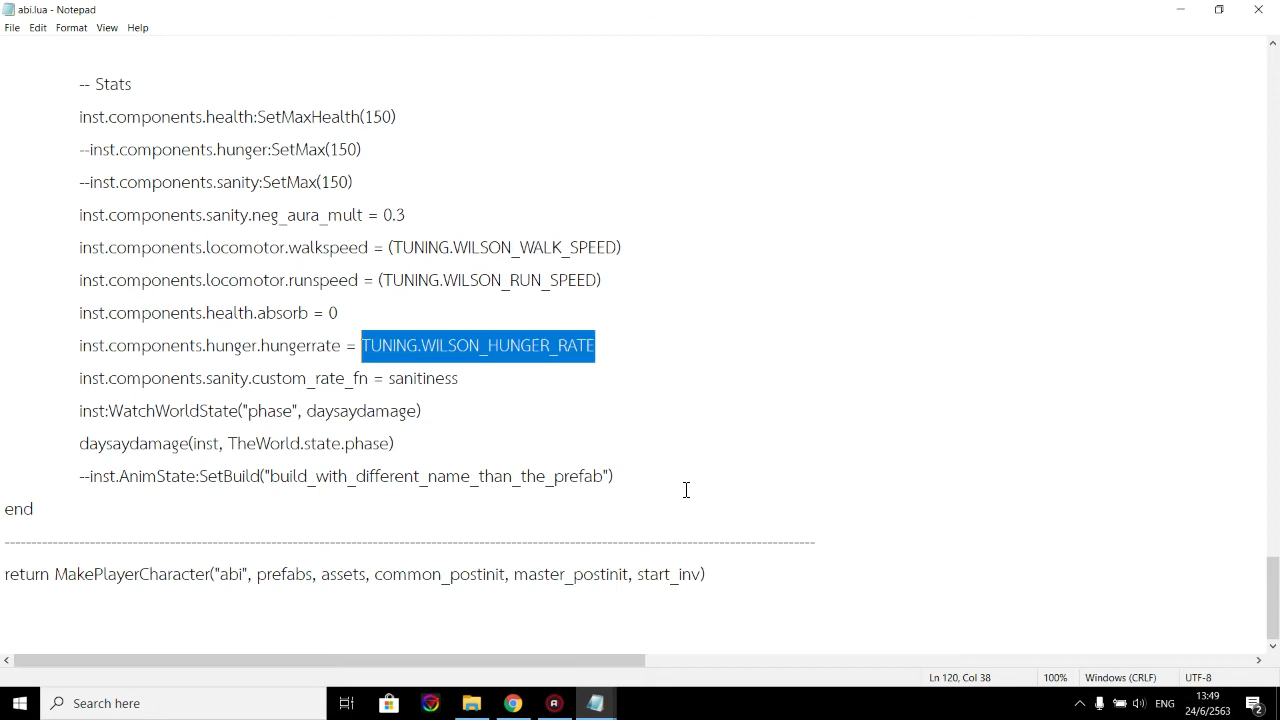 abi.lua - Notepad
File Edit Format View Help
-- Stats
inst.components.health:SetMaxHealth(150)
--inst.components.hunger:SetMax(150)
--inst.components.sanity:SetMax(150)
inst.components.sanity.neg_aura_mult = 0.3
inst.components.locomotor.walkspeed = (TUNING.WILSON_WALK_SPEED)
inst.components.locomotor.runspeed = (TUNING.WILSON_RUN_SPEED)
inst.components.health.absorb = 0
inst.components.hunger.hungerrate = TUNING.WILSON_HUNGER_RATE
inst.components.sanity.custom_rate_fn = sanitiness
inst:WatchWorldState("phase", daysaydamage)
daysaydamage(inst, TheWorld.state.phase)
--inst.AnimState:SetBuild("build_with_different_name_than_the_prefab")
end
--------------------------------------------------------------------------------------------------------------------------------------
return MakePlayerCharacter("abi", prefabs, assets, common_postinit, master_postinit, start_inv)
Ln 120, Col 38 100% Windows (CRLF) UTF-8
Search here ENG 13:49
24/6/2563 2